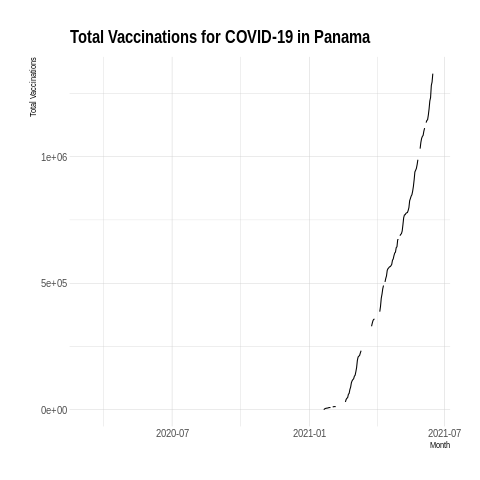 Total Vaccinations for COVID-19 in Panama
Total Vaccinations
1e+06
5e+05
0e+00
2020-07
2021-01
2021-07
Month